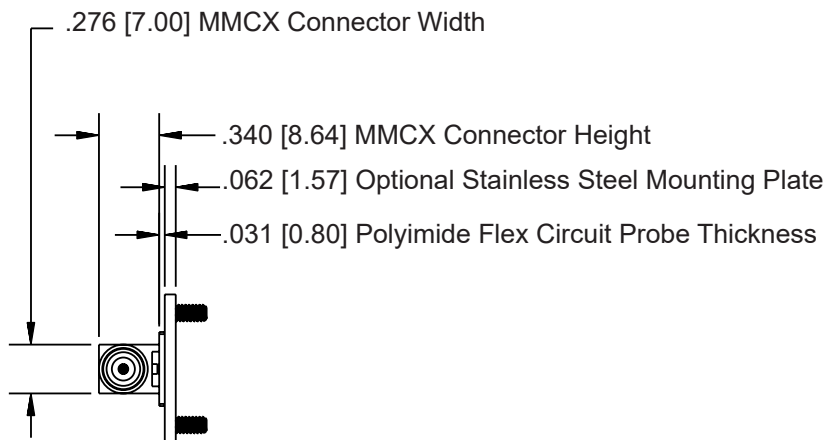 .276 [7.00] MMCX Connector Width
.340 [8.64] MMCX Connector Height
.062 [1.57] Optional Stainless Steel Mounting Plate
.031 [0.80] Polyimide Flex Circuit Probe Thickness